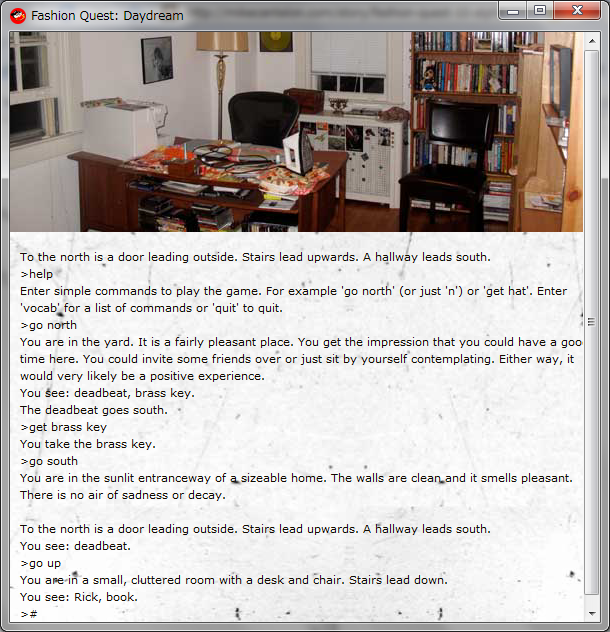 Fashion Quest: Daydream
To the north is a door leading outside. Stairs lead upwards. A hallway leads south.
>help
Enter simple commands to play the game. For example 'go north' (or just 'n') or 'get hat'. Enter
'vocab' for a list of commands or 'quit' to quit.
>go north
You are in the yard. It is a fairly pleasant place. You get the impression that you could have a good
time here. You could invite some friends over or just sit by yourself contemplating. Either way, it
would very likely be a positive experience.
You see: deadbeat, brass key.
The deadbeat goes south.
>get brass key
You take the brass key.
>go south
You are in the sunlit entranceway of a sizeable home. The walls are clean and it smells pleasant.
There is no air of sadness or decay.
To the north is a door leading outside. Stairs lead upwards. A hallway leads south.
You see: deadbeat.
>go up
You are in a small, cluttered room with a desk and chair. Stairs lead down.
You see: Rick, book.
>#